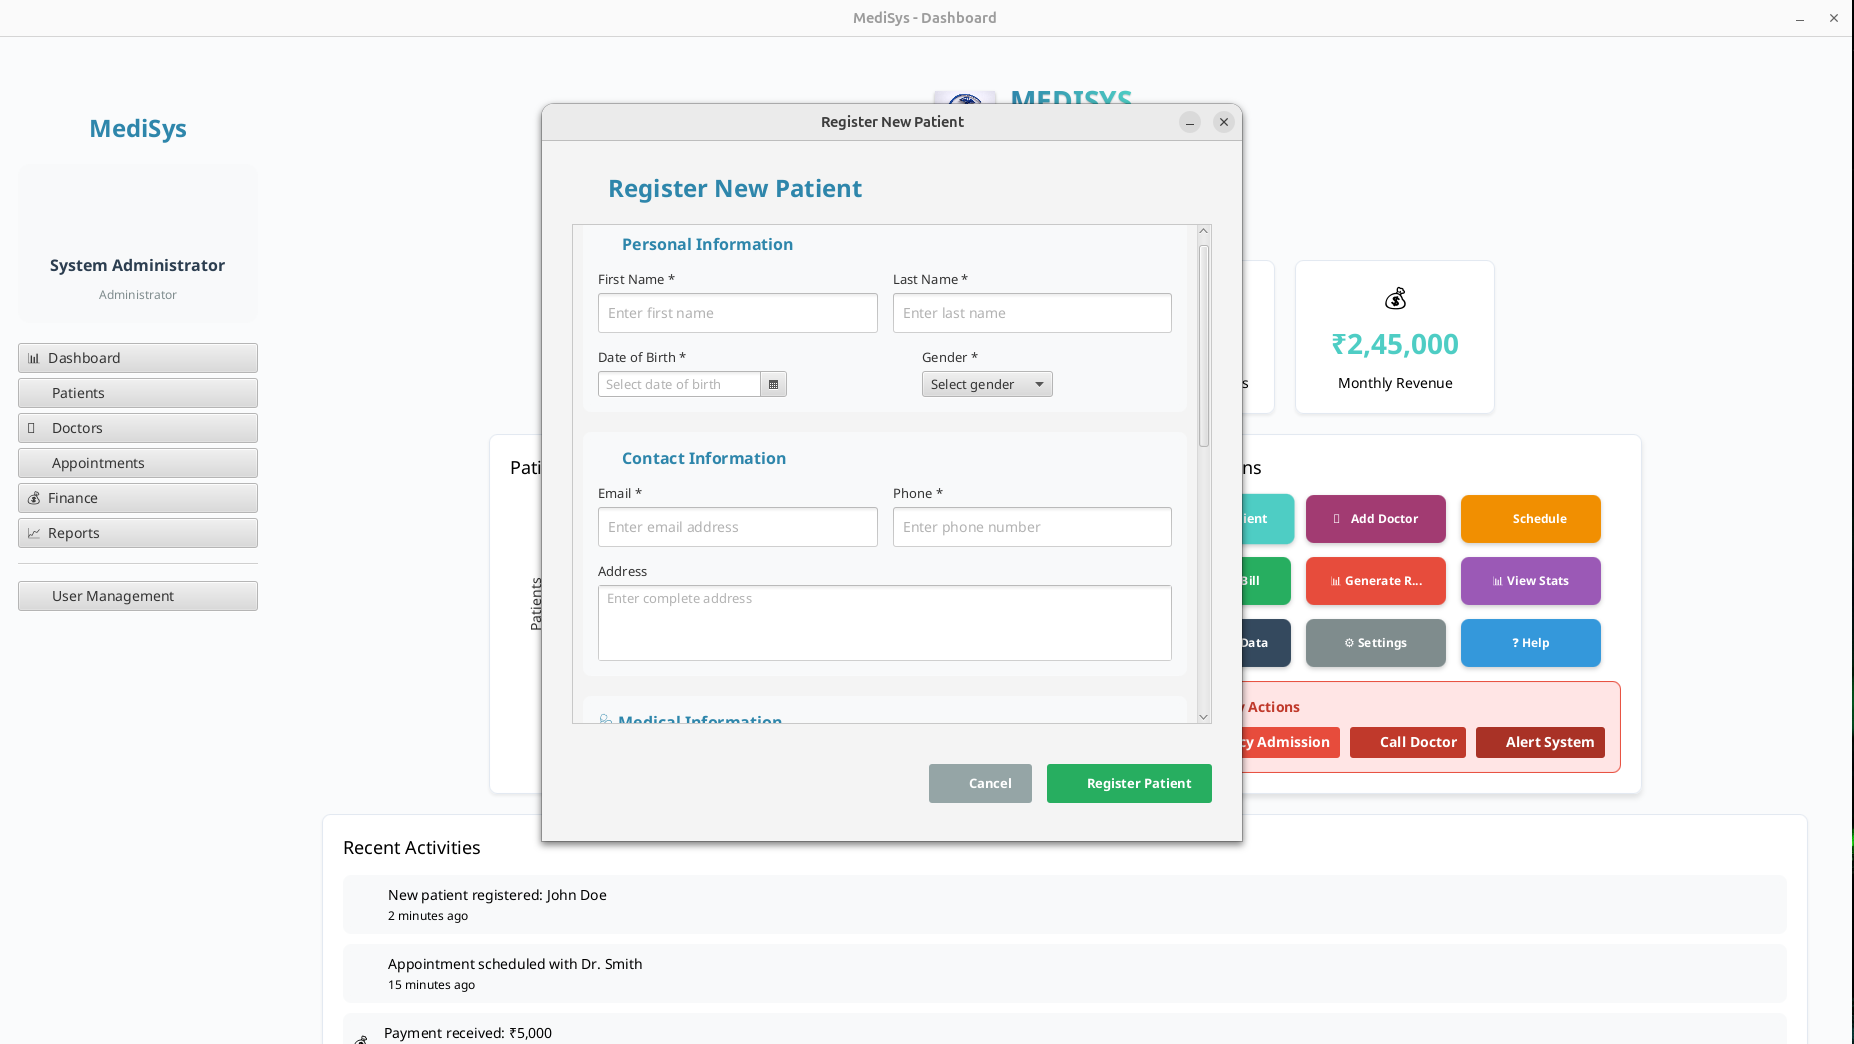 MediSys - Dashboard
MEDISYS
MediSys
System Administrator
Administrator
Dashboard
Patients
Doctors
Appointments
Finance
Reports
User Management
Register New Patient
Register New Patient
Personal Information
First Name *
Last Name *
Enter first name
Enter last name
Date of Birth *
Gender *
Select date of birth
Select gender
Contact Information
Email *
Phone *
Enter email address
Enter phone number
Address
Enter complete address
Medical Information
Cancel
Register Patient
₹2,45,000
Monthly Revenue
Patients
Add Doctor
Schedule
Bill
Generate R...
View Stats
Data
Settings
? Help
Actions
Admission
Call Doctor
Alert System
Recent Activities
New patient registered: John Doe
2 minutes ago
Appointment scheduled with Dr. Smith
15 minutes ago
Payment received: ₹5,000